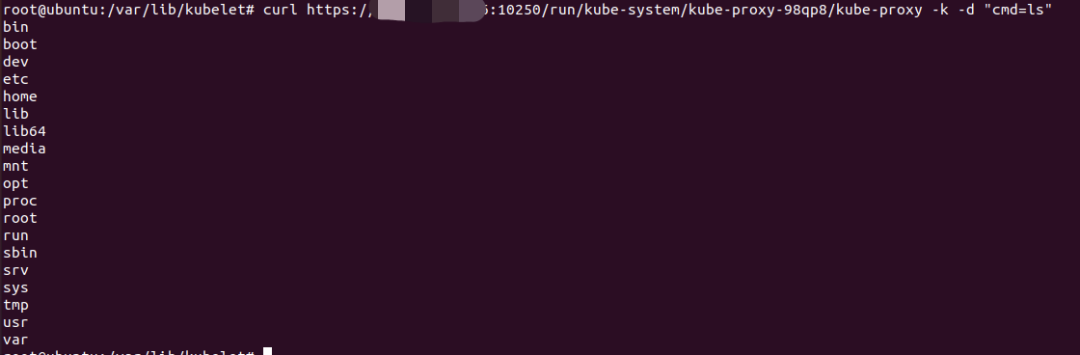 root@ubuntu:/var/lib/kubelet# curl https:/ :10250/run/kube-system/kube-proxy-98qp8/kube-proxy -k -d "cmd=ls"
bin
boot
dev
etc
home
lib
lib64
media
mnt
opt
proc
root
run
sbin
srv
sys
tmp
usr
var
root@ubuntu:/var/lib/kubelet#